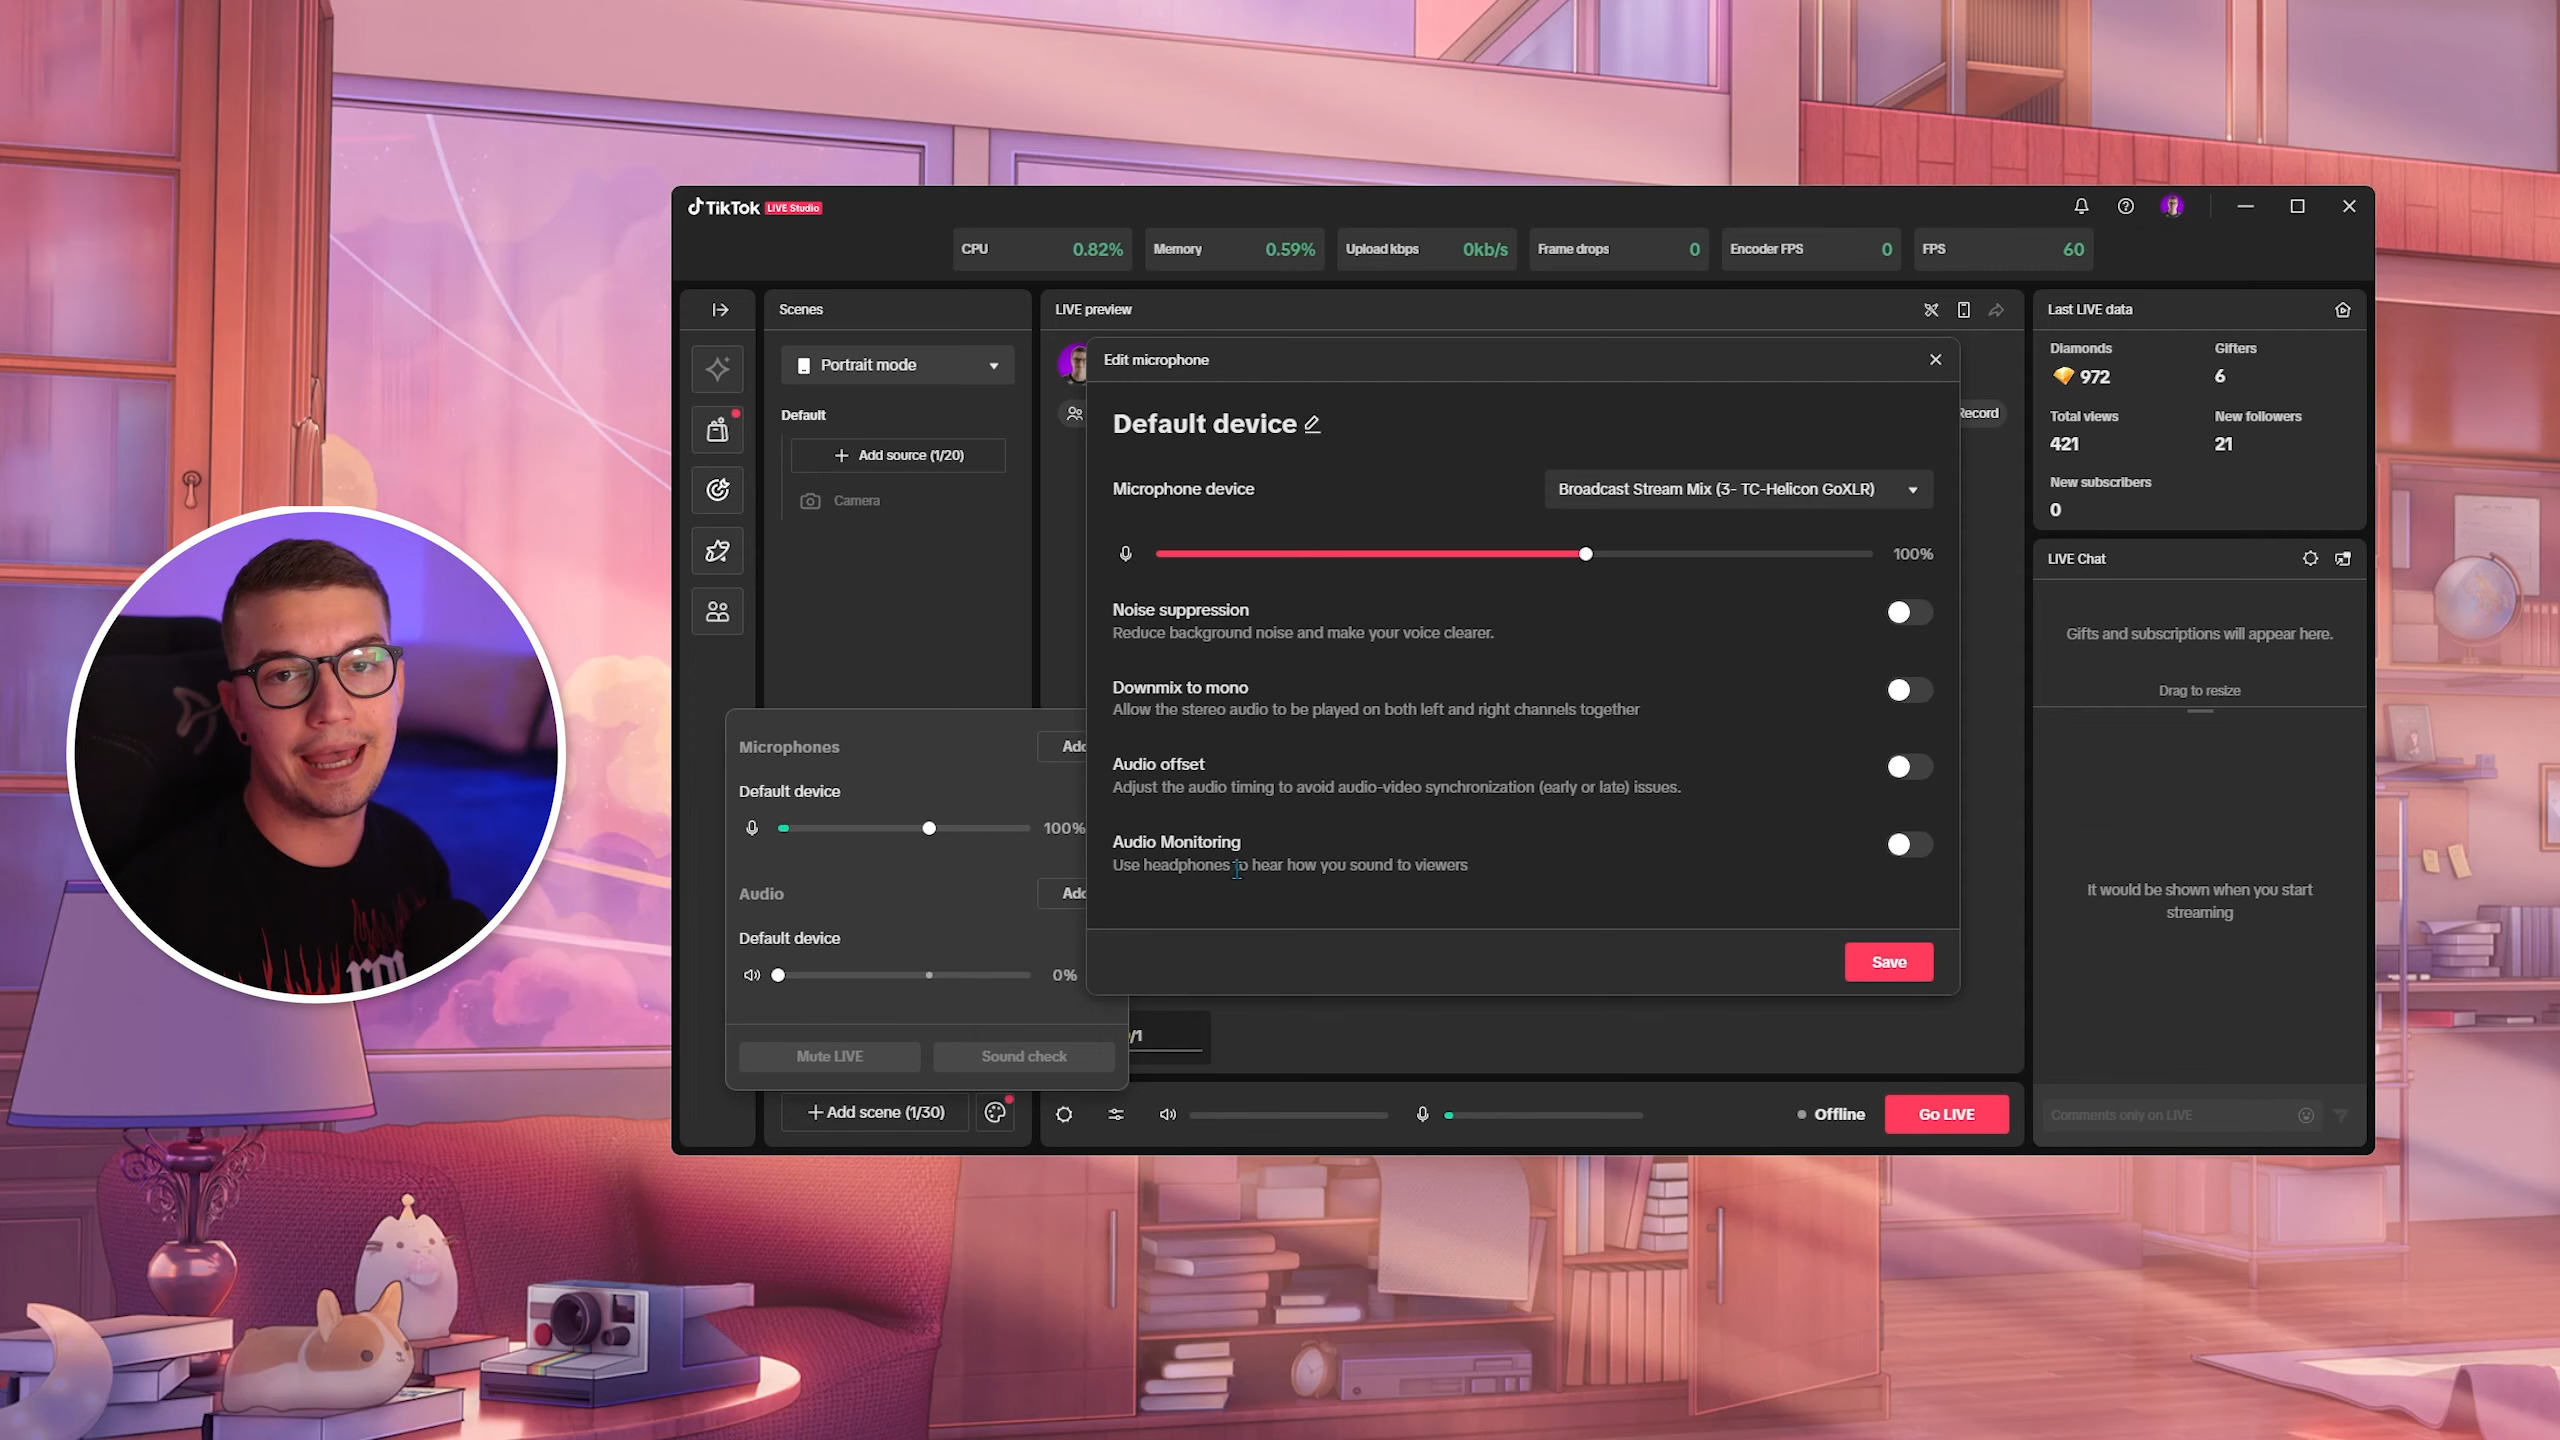 TikTok LIVE Studio
CPU 0.82% Memory 0.59% Upload kbps 0kb/s Frame drops 0 Encoder FPS 0 FPS 60
Scenes
Portrait mode
Default
Add source (1/20)
Camera
LIVE preview
Record
Edit microphone
Default device
Microphone device Broadcast Stream Mix (3- TC-Helicon GoXLR)
100%
Noise suppression
Reduce background noise and make your voice clearer.
Downmix to mono
Allow the stereo audio to be played on both left and right channels together
Audio offset
Adjust the audio timing to avoid audio-video synchronization (early or late) issues.
Audio Monitoring
Use headphones to hear how you sound to viewers
Save
Microphones Add
Default device
100%
Audio Add
Default device
0%
Mute LIVE Sound check
/1
+ Add scene (1/30)
Offline Go LIVE
Last LIVE data
Diamonds Gifters
972 6
Total views New followers
421 21
New subscribers
0
LIVE Chat
Gifts and subscriptions will appear here.
Drag to resize
It would be shown when you start
streaming
Comments only on LIVE